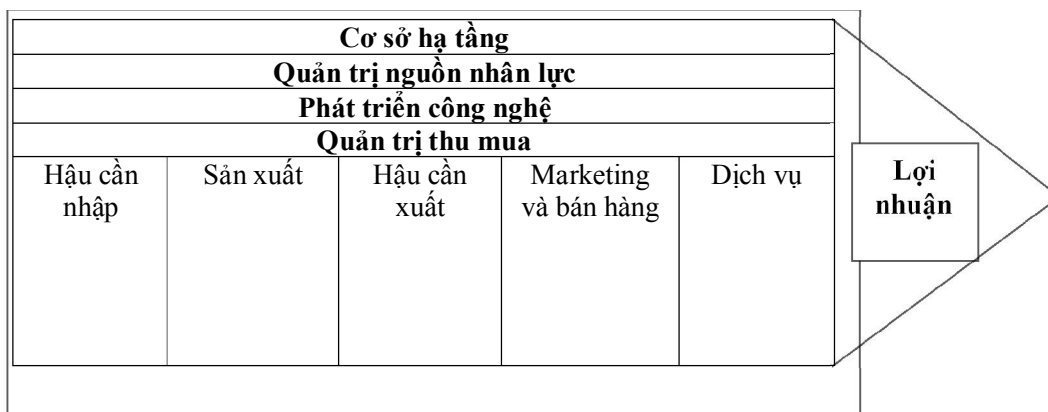 Cơ sở hạ tầng
Quản trị nguồn nhân lực
Phát triển công nghệ
Quản trị thu mua
Hậu cần
nhập
Sản xuất
Hậu cần
xuất
Marketing
và bán hàng
Dịch vụ
Lợi
nhuận